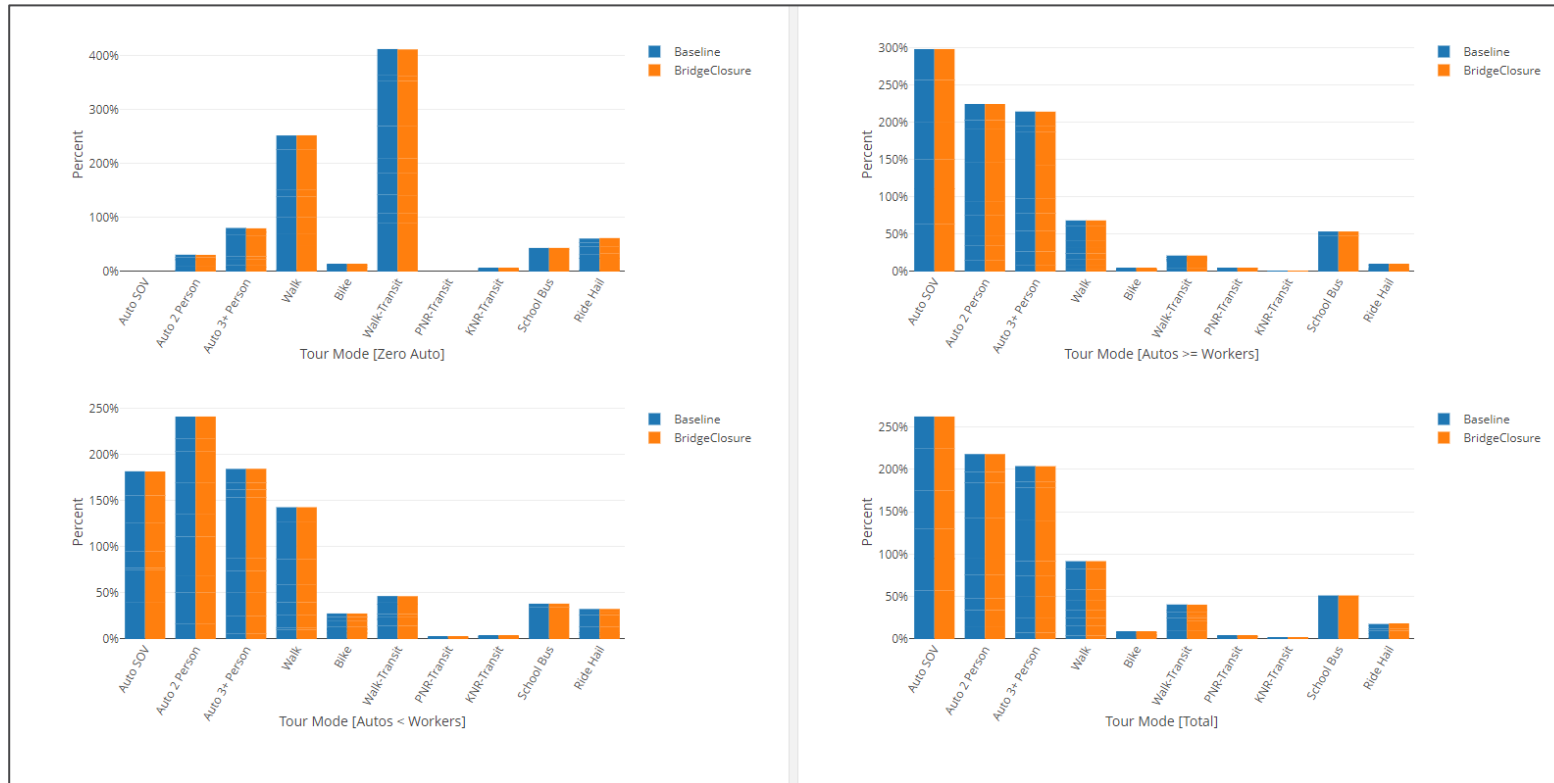 400%
300%
200%
100%
0%
Percent
Auto SOV
Auto 2 Person
Auto 3+ Person
Walk
Bike
Walk-Transit
PNR-Transit
KNR-Transit
School Bus
Ride Hail
Tour Mode [Zero Auto]
Baseline
BridgeClosure
300%
250%
200%
150%
100%
50%
0%
Percent
Auto SOV
Auto 2 Person
Auto 3+ Person
Walk
Bike
Walk-Transit
PNR-Transit
KNR-Transit
School Bus
Ride Hail
Tour Mode [Autos >= Workers]
Baseline
BridgeClosure
250%
200%
150%
100%
50%
0%
Percent
Auto SOV
Auto 2 Person
Auto 3+ Person
Walk
Bike
Walk-Transit
PNR-Transit
KNR-Transit
School Bus
Ride Hail
Tour Mode [Autos < Workers]
Baseline
BridgeClosure
250%
200%
150%
100%
50%
0%
Percent
Auto SOV
Auto 2 Person
Auto 3+ Person
Walk
Bike
Walk-Transit
PNR-Transit
KNR-Transit
School Bus
Ride Hail
Tour Mode [Total]
Baseline
BridgeClosure